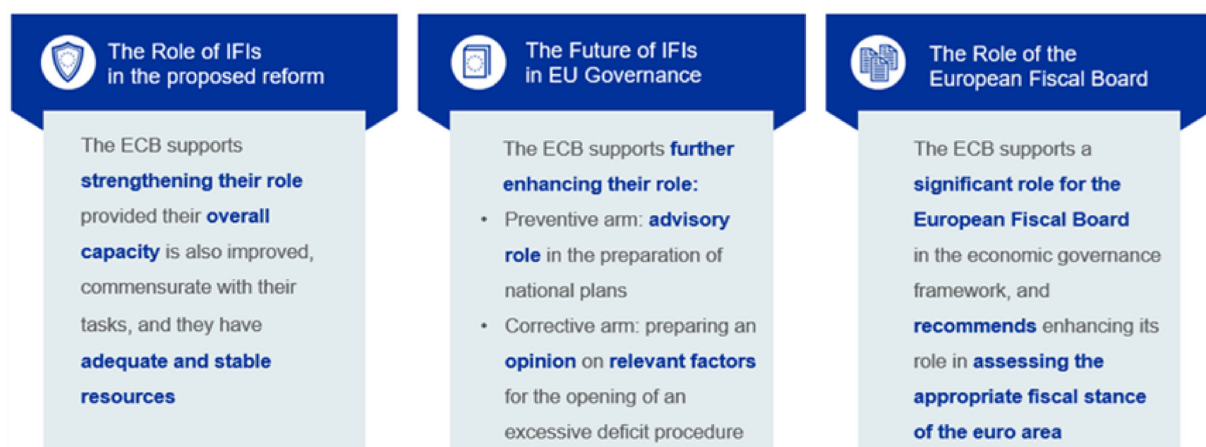 The Role of IFIs
in the proposed reform
The ECB supports
strengthening their role
provided their overall
capacity is also improved,
commensurate with their
tasks, and they have
adequate and stable
resources
The Future of IFIs
in EU Governance
The ECB supports further
enhancing their role:
• Preventive arm: advisory
role in the preparation of
national plans
• Corrective arm: preparing an
opinion on relevant factors
for the opening of an
excessive deficit procedure
The Role of the
European Fiscal Board
The ECB supports a
significant role for the
European Fiscal Board
in the economic governance
framework, and
recommends enhancing its
role in assessing the
appropriate fiscal stance
of the euro area